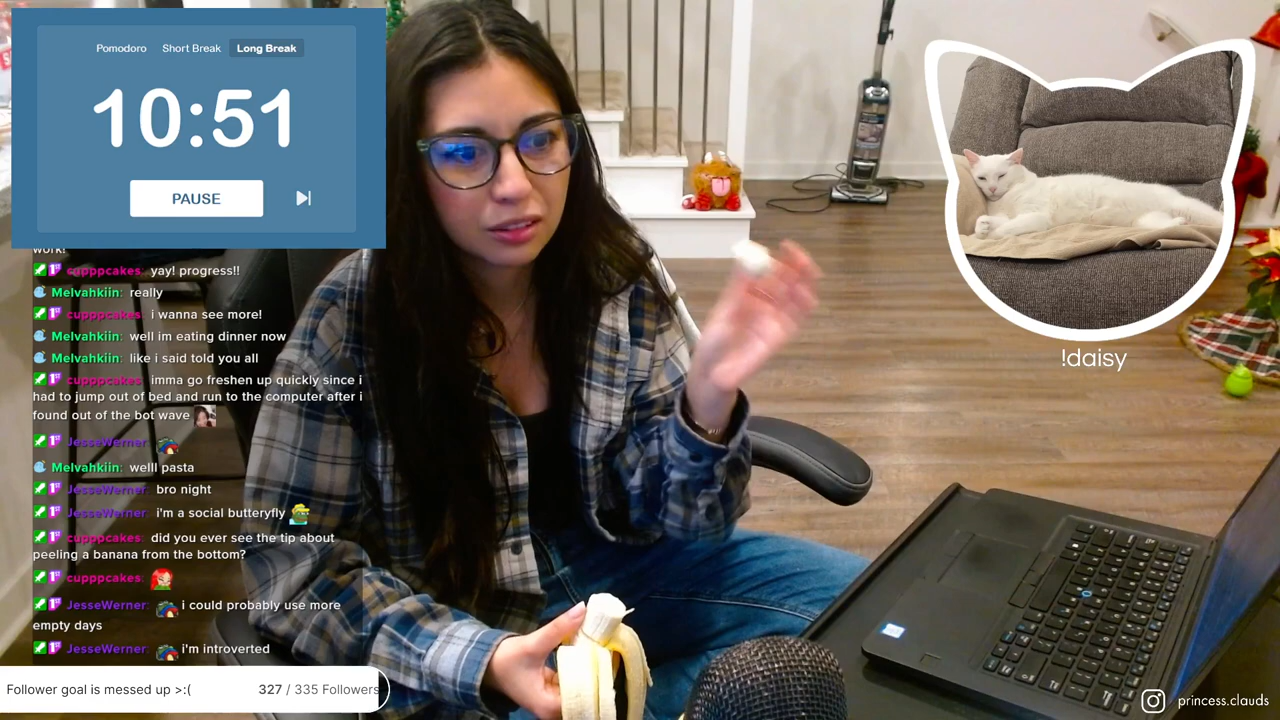 Pomodoro Short Break Long Break
10:51
PAUSE
work!
cupppcakes: yay! progress!!
Melvahkiin: really
cupppcakes: i wanna see more!
Melvahkiin: well im eating dinner now
Melvahkiin: like i said told you all
cupppcakes: imma go freshen up quickly since i
had to jump out of bed and run to the computer after i
found out of the bot wave
JesseWerner:
Melvahkiin: welll pasta
JesseWerner: bro night
JesseWerner: i'm a social butteryfly
cupppcakes: did you ever see the tip about
peeling a banana from the bottom?
cupppcakes:
JesseWerner: i could probably use more
empty days
JesseWerner: i'm introverted
Follower goal is messed up >:( 327 / 335 Followers
!daisy
princess.clouds